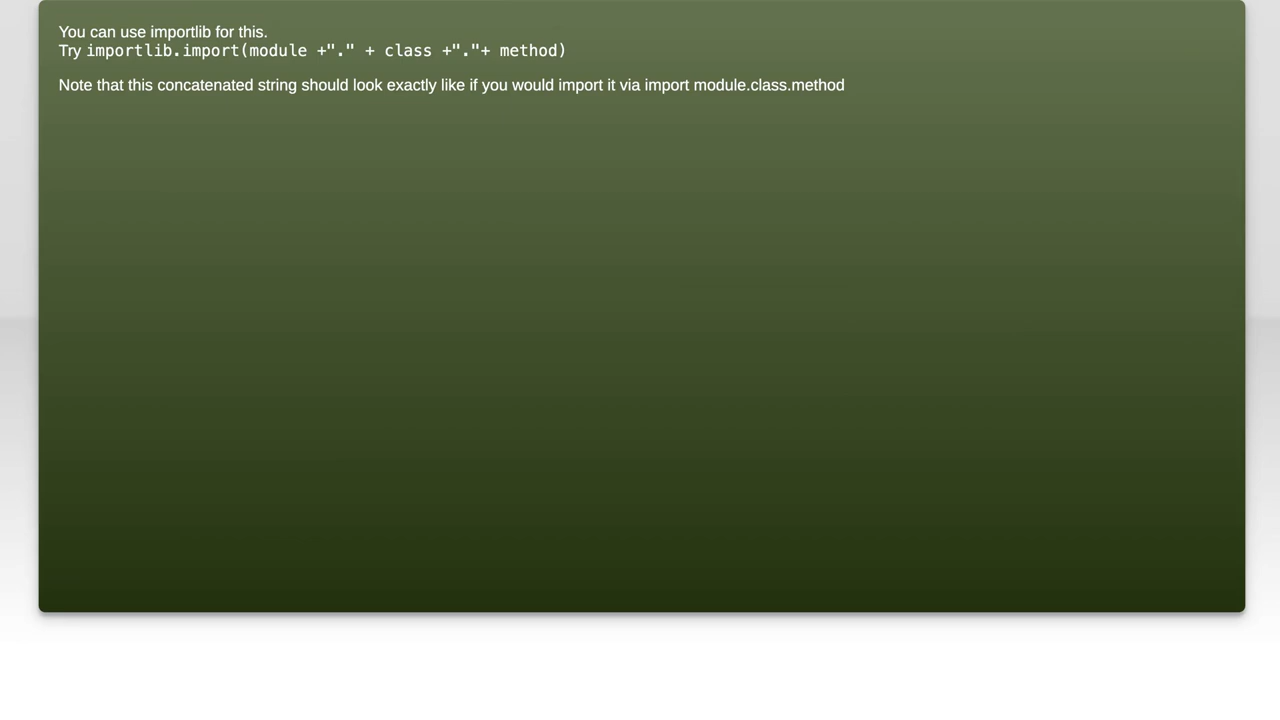 You can use importlib for this.
Try importlib.import(module +"." + class +"."+ method)
Note that this concatenated string should look exactly like if you would import it via import module.class.method